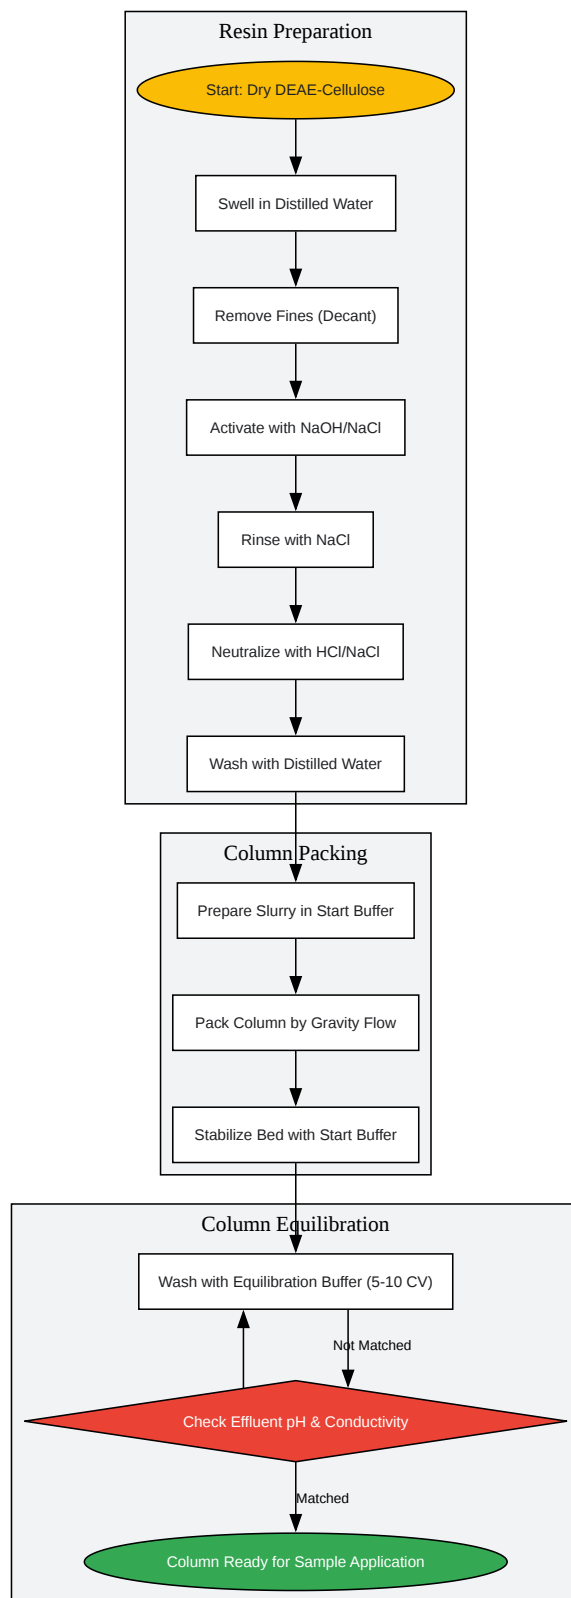 Resin Preparation
Start: Dry DEAE-Cellulose
Swell in Distilled Water
Remove Fines (Decant)
Activate with NaOH/NaCl
Rinse with NaCl
Neutralize with HCl/NaCl
Wash with Distilled Water
Column Packing
Prepare Slurry in Start Buffer
Pack Column by Gravity Flow
Stabilize Bed with Start Buffer
Column Equilibration
Wash with Equilibration Buffer (5-10 CV)
Not Matched
Check Effluent pH & Conductivity
Matched
Column Ready for Sample Application